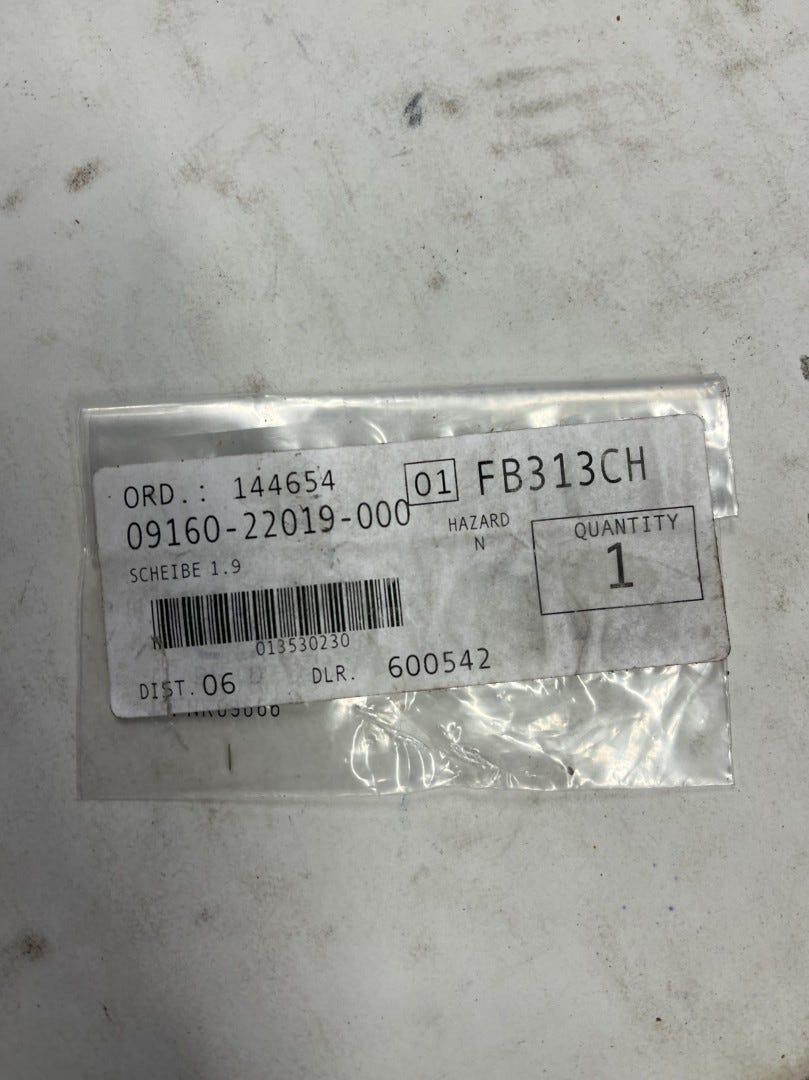 ORD.: 144654 01 FB313CH
09160-22019-000 HAZARD QUANTITY
N 1
SCHEIBE 1.9
013530230
DIST. 06 DLR. 600542